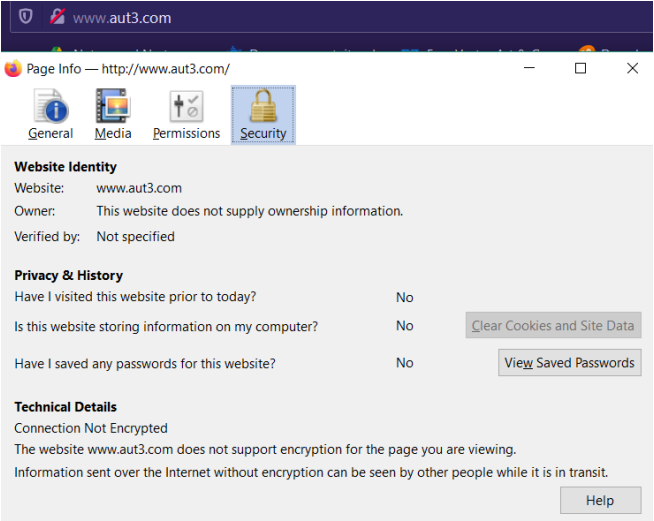 www.aut3.com
Page Info — http://www.aut3.com/
General Media Permissions Security
Website Identity
Website: www.aut3.com
Owner: This website does not supply ownership information.
Verified by: Not specified
Privacy & History
Have I visited this website prior to today? No
Is this website storing information on my computer? No Clear Cookies and Site Data
Have I saved any passwords for this website? No View Saved Passwords
Technical Details
Connection Not Encrypted
The website www.aut3.com does not support encryption for the page you are viewing.
Information sent over the Internet without encryption can be seen by other people while it is in transit.
Help